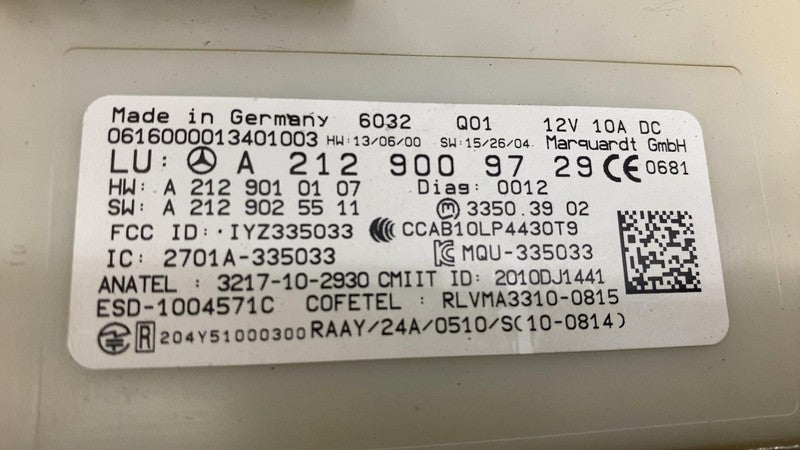 Made in Germany 6032 Q01 12V 10A DC
0616000013401003 HW:13/06/00 SW:15/26/04 Marquardt GmbH
LU: A 212 900 97 29 CE 0681
HW: A 212 901 01 07 Diag: 0012
SW: A 212 902 55 11 M 3350.39 02
FCC ID: IYZ335033 CCAB10LP4430T9
IC: 2701A-335033 MQU-335033
ANATEL: 3217-10-2930 CMIIT ID: 2010DJ1441
ESD-1004571C COFETEL: RLVMA3310-0815
R 204Y51000300 RAAY/24A/0510/S(10-0814)